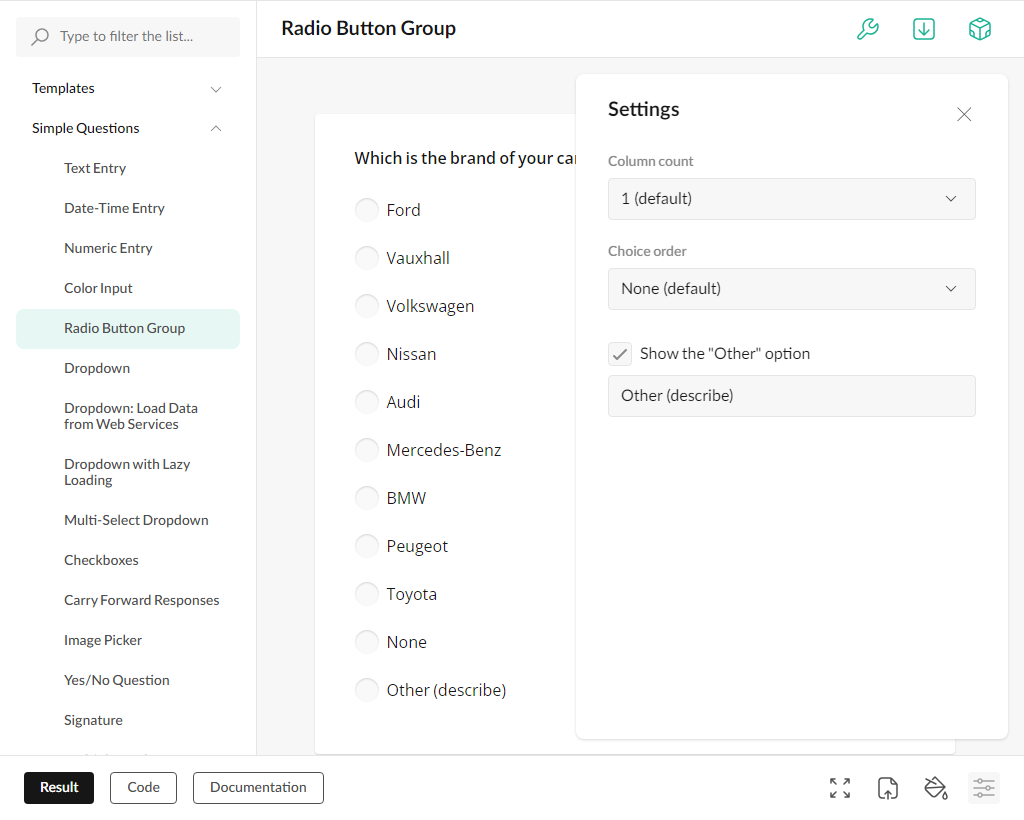 Type to filter the list...
Templates
Simple Questions
Text Entry
Date-Time Entry
Numeric Entry
Color Input
Radio Button Group
Dropdown
Dropdown: Load Data
from Web Services
Dropdown with Lazy
Loading
Multi-Select Dropdown
Checkboxes
Carry Forward Responses
Image Picker
Yes/No Question
Signature
Radio Button Group
Which is the brand of your
Ford
Vauxhall
Volkswagen
Nissan
Audi
Mercedes-Benz
BMW
Peugeot
Toyota
None
Other (describe)
Settings
Column count
1 (default)
Choice order
None (default)
Show the "Other" option
Other (describe)
Result
Code
Documentation